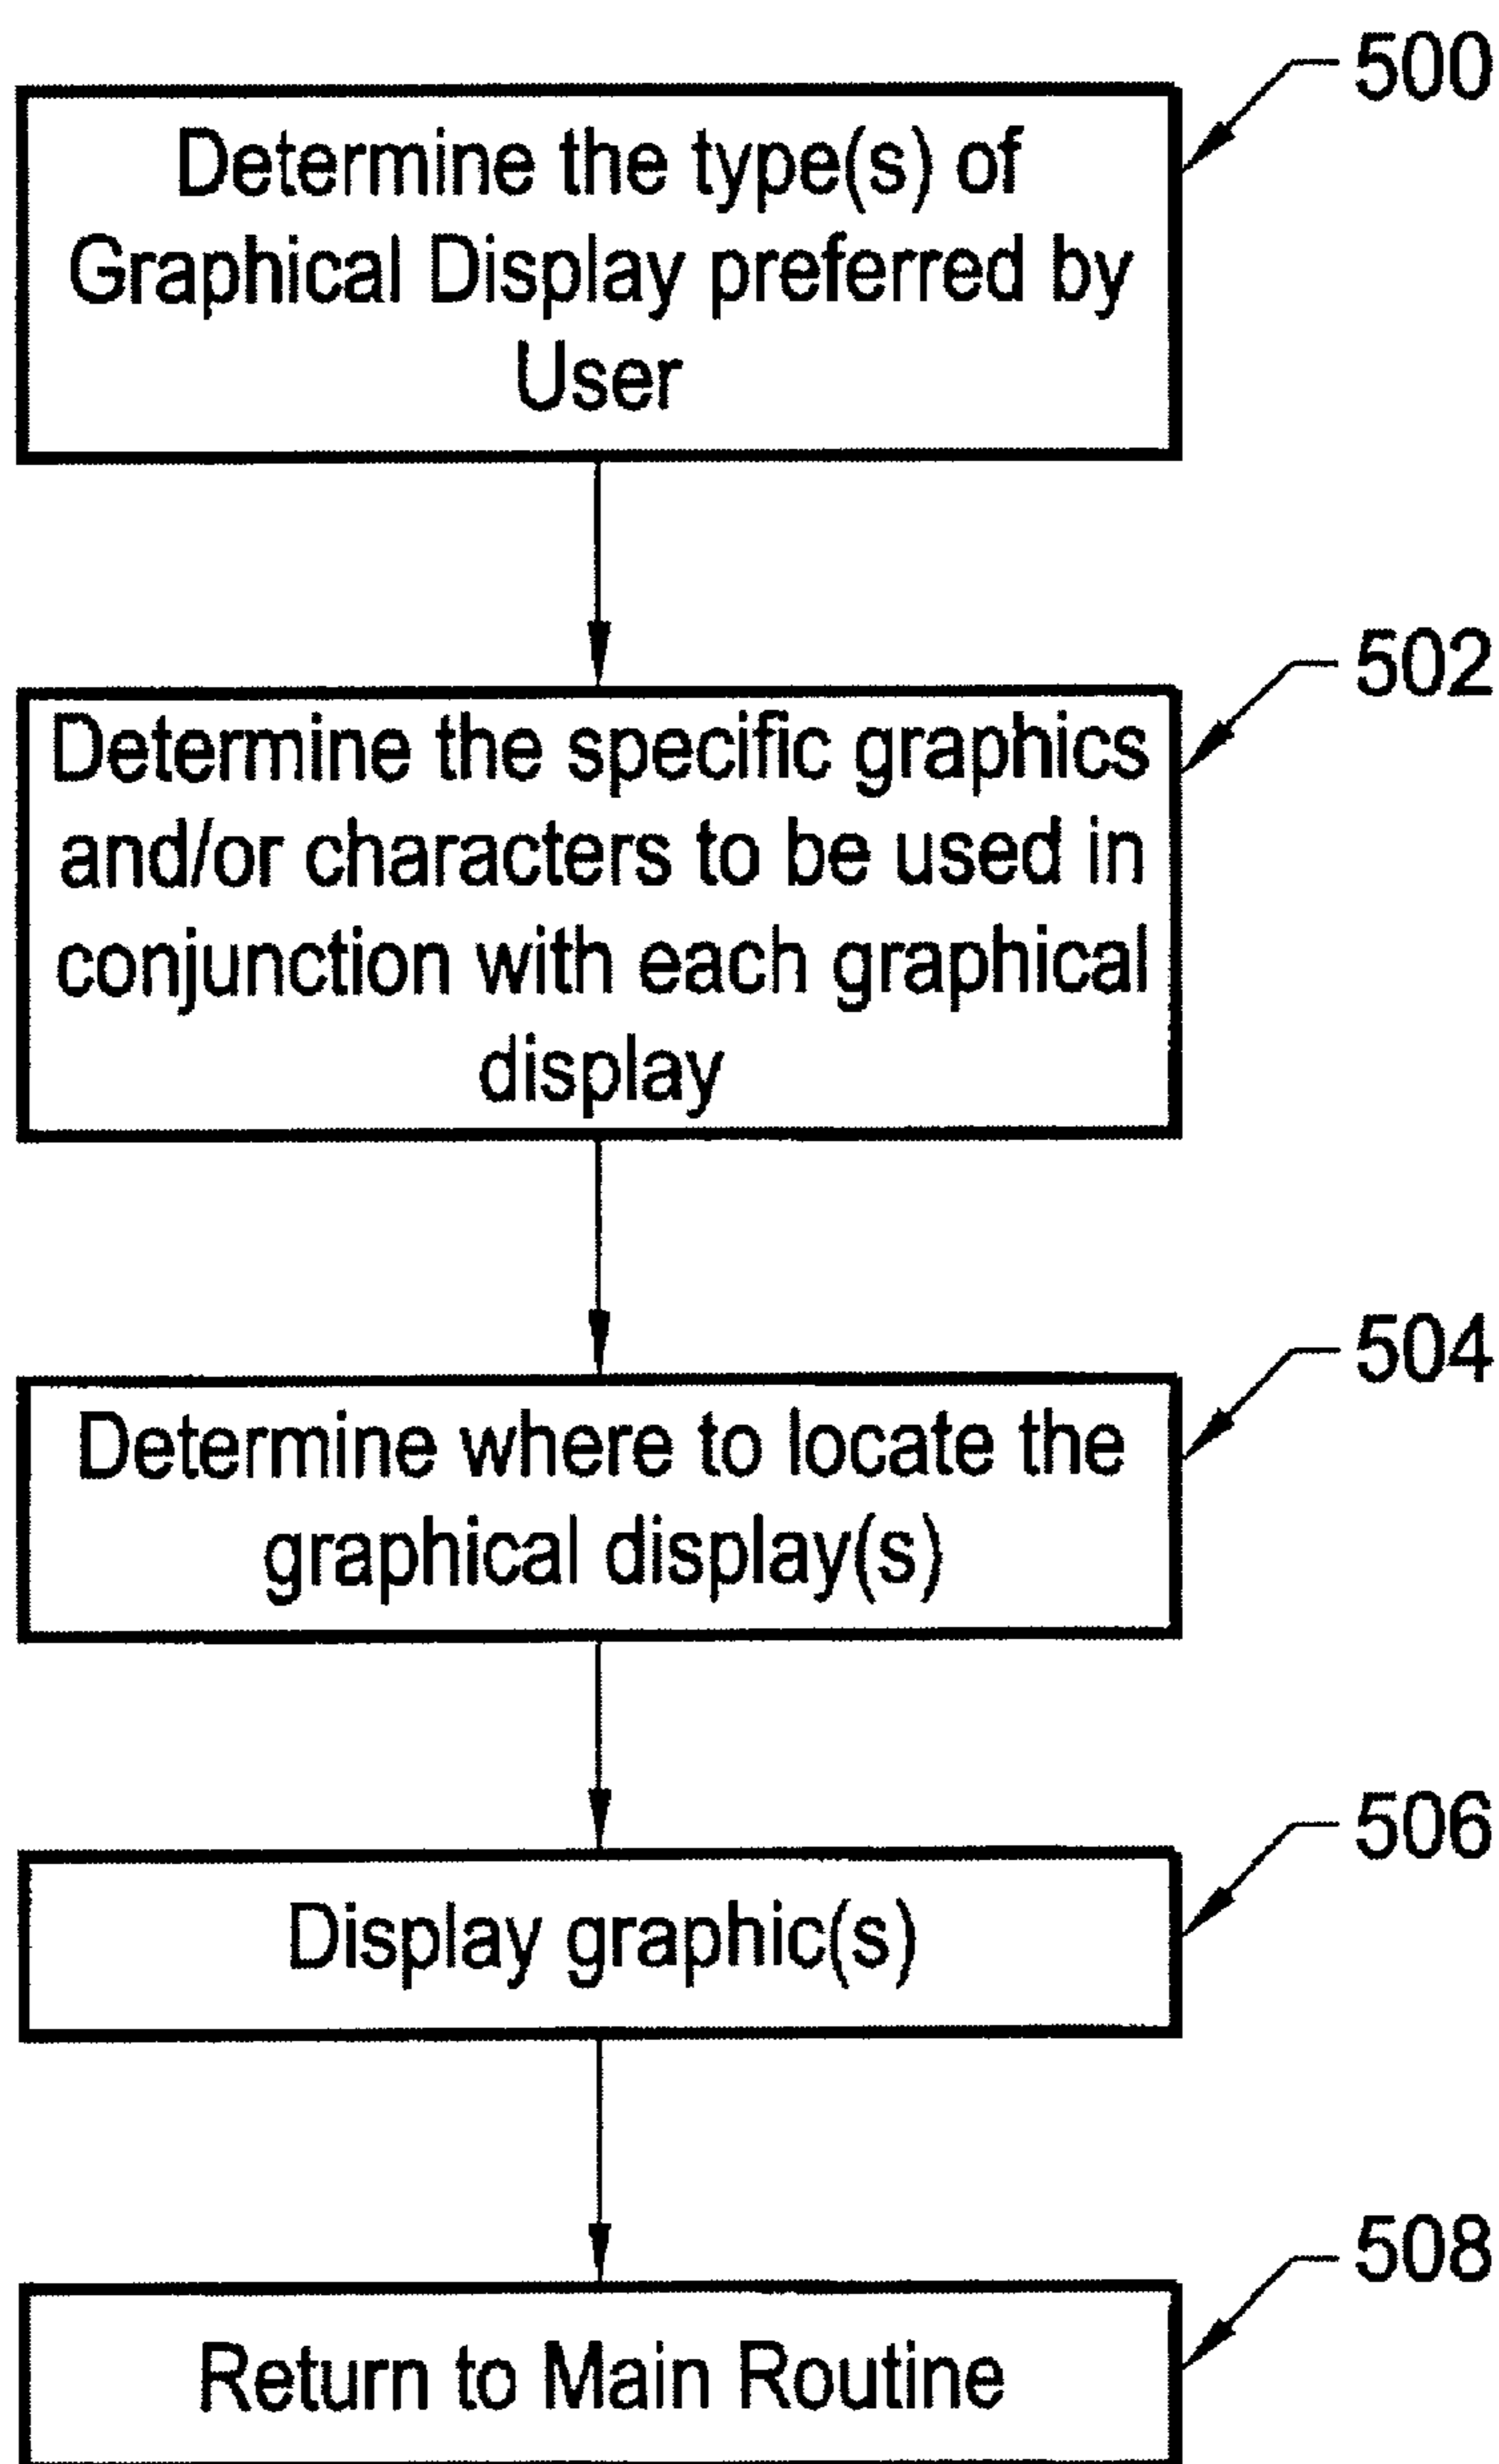 500
Determine the type(s) of
Graphical Display preferred by
User
502
Determine the specific graphics
and/or characters to be used in
conjunction with each graphical
display
504
Determine where to locate the
graphical display(s)
506
Display graphic(s)
508
Return to Main Routine